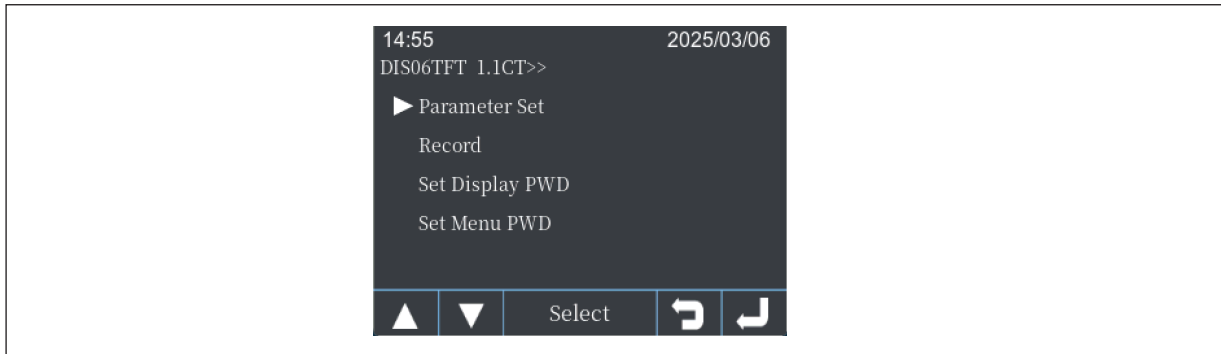 14:55 2025/03/06
DIS06TFT 1.1CT>>
Parameter Set
Record
Set Display PWD
Set Menu PWD
Select